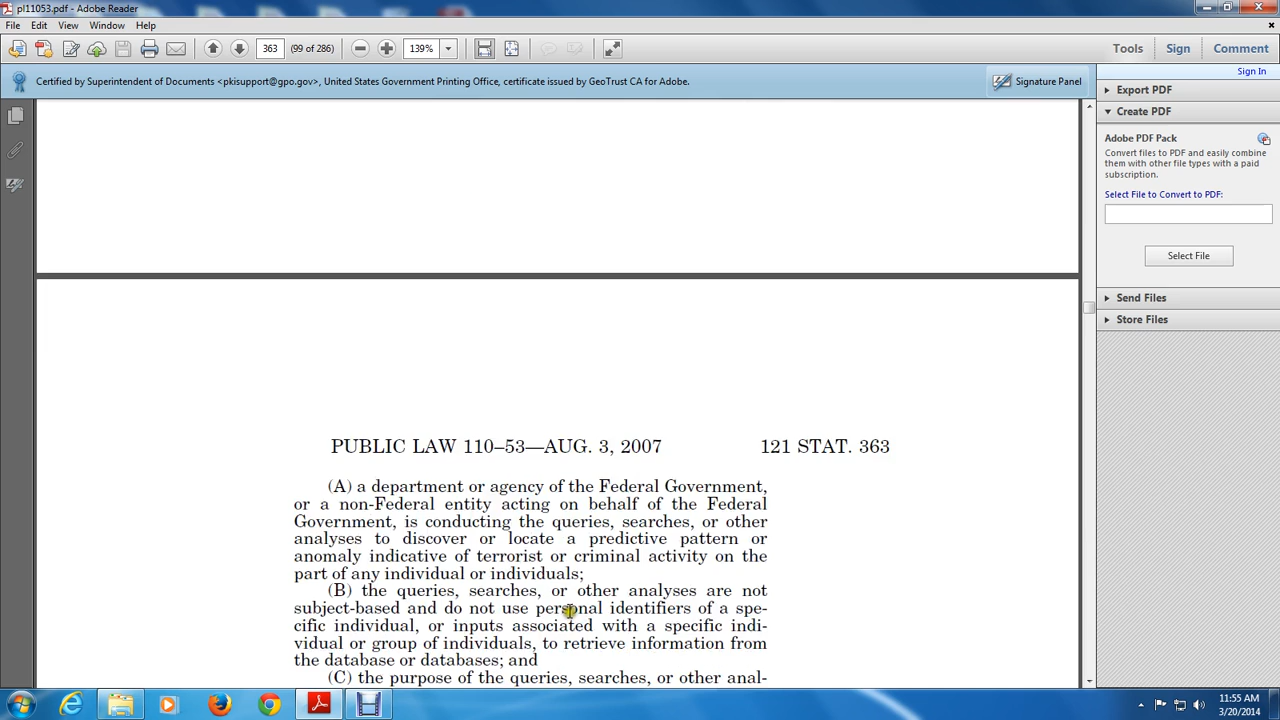 pl11053.pdf - Adobe Reader
File Edit View Window Help
363 (99 of 286) 139% Tools Sign Comment
Certified by Superintendent of Documents <pkisupport@gpo.gov>, United States Government Printing Office, certificate issued by GeoTrust CA for Adobe. Signature Panel
Sign In
Export PDF
Create PDF
Adobe PDF Pack
Convert files to PDF and easily combine
them with other file types with a paid
subscription.
Select File to Convert to PDF:
Select File
Send Files
Store Files
PUBLIC LAW 110–53—AUG. 3, 2007 121 STAT. 363
(A) a department or agency of the Federal Government,
or a non-Federal entity acting on behalf of the Federal
Government, is conducting the queries, searches, or other
analyses to discover or locate a predictive pattern or
anomaly indicative of terrorist or criminal activity on the
part of any individual or individuals;
(B) the queries, searches, or other analyses are not
subject-based and do not use personal identifiers of a spe-
cific individual, or inputs associated with a specific indi-
vidual or group of individuals, to retrieve information from
the database or databases; and
(C) the purpose of the queries, searches, or other anal-
11:55 AM
3/20/2014